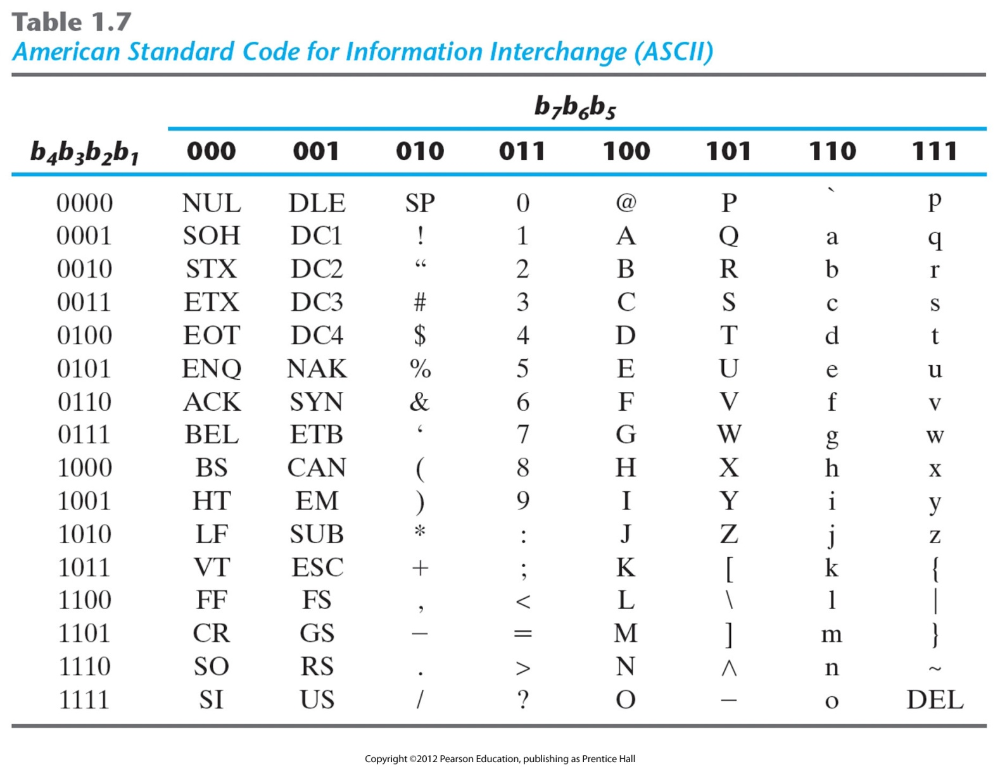 Table 1.7
American Standard Code for Information Interchange (ASCII)
b7b6b5
b4b3b2b1 000 001 010 011 100 101 110 111
0000 NUL DLE SP 0 @ P ` p
0001 SOH DC1 ! 1 A Q a q
0010 STX DC2 “ 2 B R b r
0011 ETX DC3 # 3 C S c s
0100 EOT DC4 $ 4 D T d t
0101 ENQ NAK % 5 E U e u
0110 ACK SYN & 6 F V f v
0111 BEL ETB ‘ 7 G W g w
1000 BS CAN ( 8 H X h x
1001 HT EM ) 9 I Y i y
1010 LF SUB * : J Z j z
1011 VT ESC + ; K [ k {
1100 FF FS , < L \ l |
1101 CR GS − = M ] m }
1110 SO RS . > N ∧ n ~
1111 SI US / ? O − o DEL
Copyright ©2012 Pearson Education, publishing as Prentice Hall